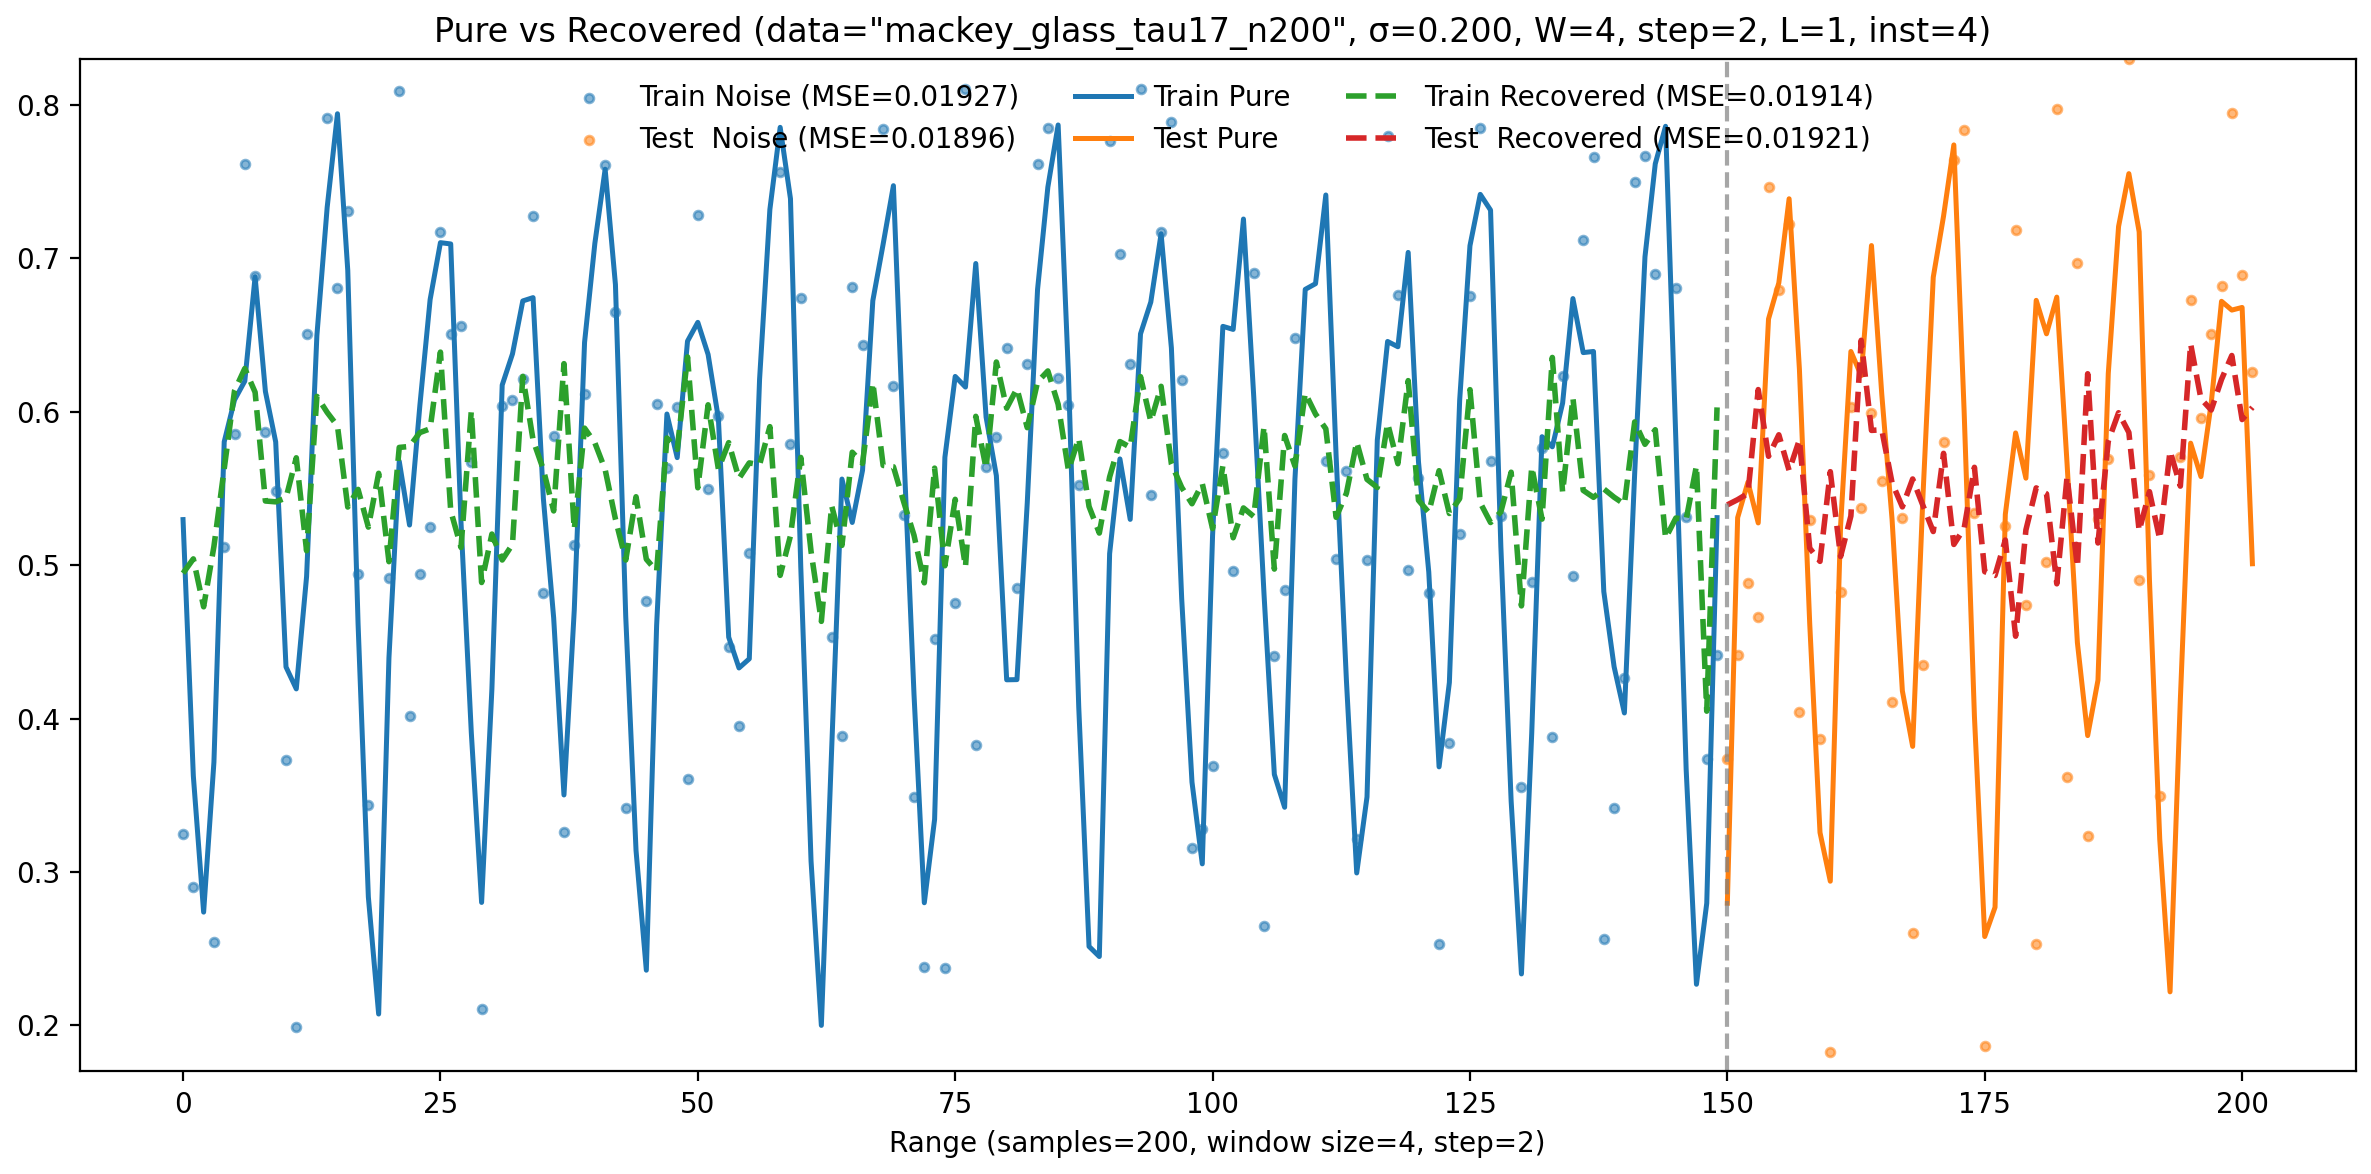 Pure vs Recovered (data="mackey_glass_tau17_n200", σ=0.200, W=4, step=2, L=1, inst=4)
Train Noise (MSE=0.01927)
Test  Noise (MSE=0.01896)
Train Pure
Test Pure
Train Recovered (MSE=0.01914)
Test  Recovered (MSE=0.01921)
0.8
0.7
0.6
0.5
0.4
0.3
0.2
0 25 50 75 100 125 150 175 200
Range (samples=200, window size=4, step=2)